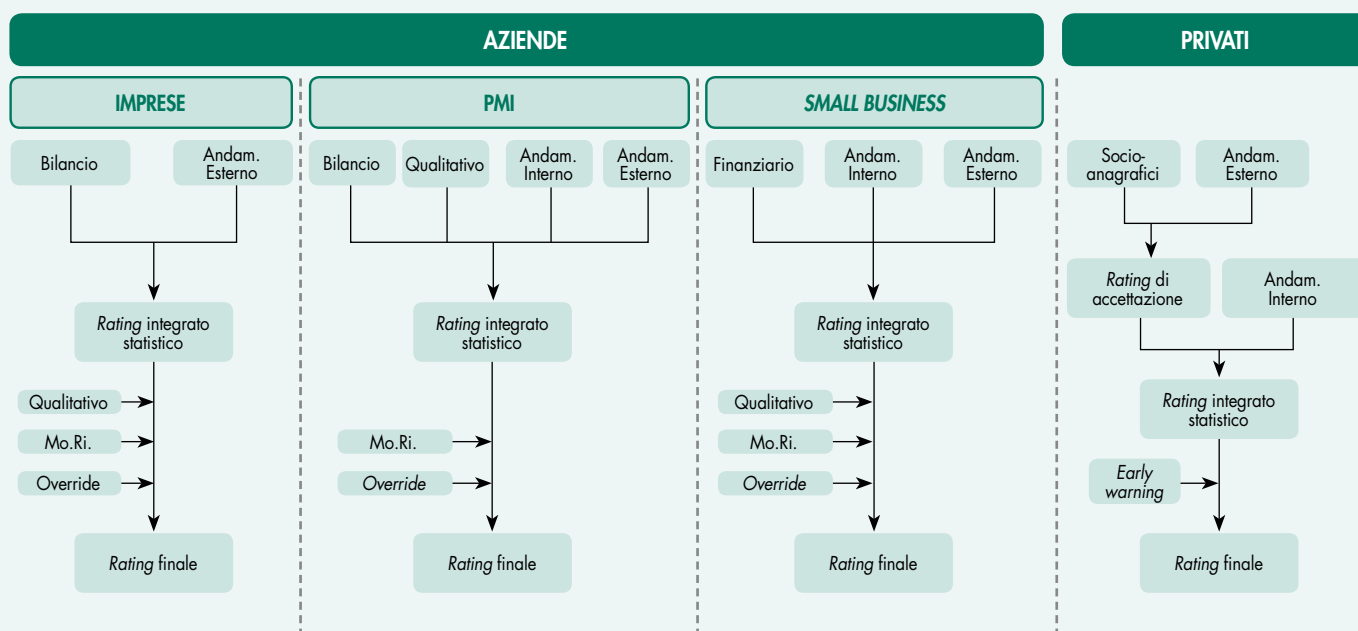 AZIENDE
PRIVATI
IMPRESE
PMI
SMALL BUSINESS
Bilancio
Andam.
Esterno
Bilancio
Qualitativo
Andam.
Interno
Andam.
Esterno
Finanziario
Andam.
Interno
Andam.
Esterno
Socio-
anagrafici
Andam.
Esterno
Rating di
accettazione
Andam.
Interno
Rating integrato
statistico
Rating integrato
statistico
Rating integrato
statistico
Rating integrato
statistico
Qualitativo
Mo.Ri.
Override
Mo.Ri.
Override
Qualitativo
Mo.Ri.
Override
Early
warning
Rating finale
Rating finale
Rating finale
Rating finale